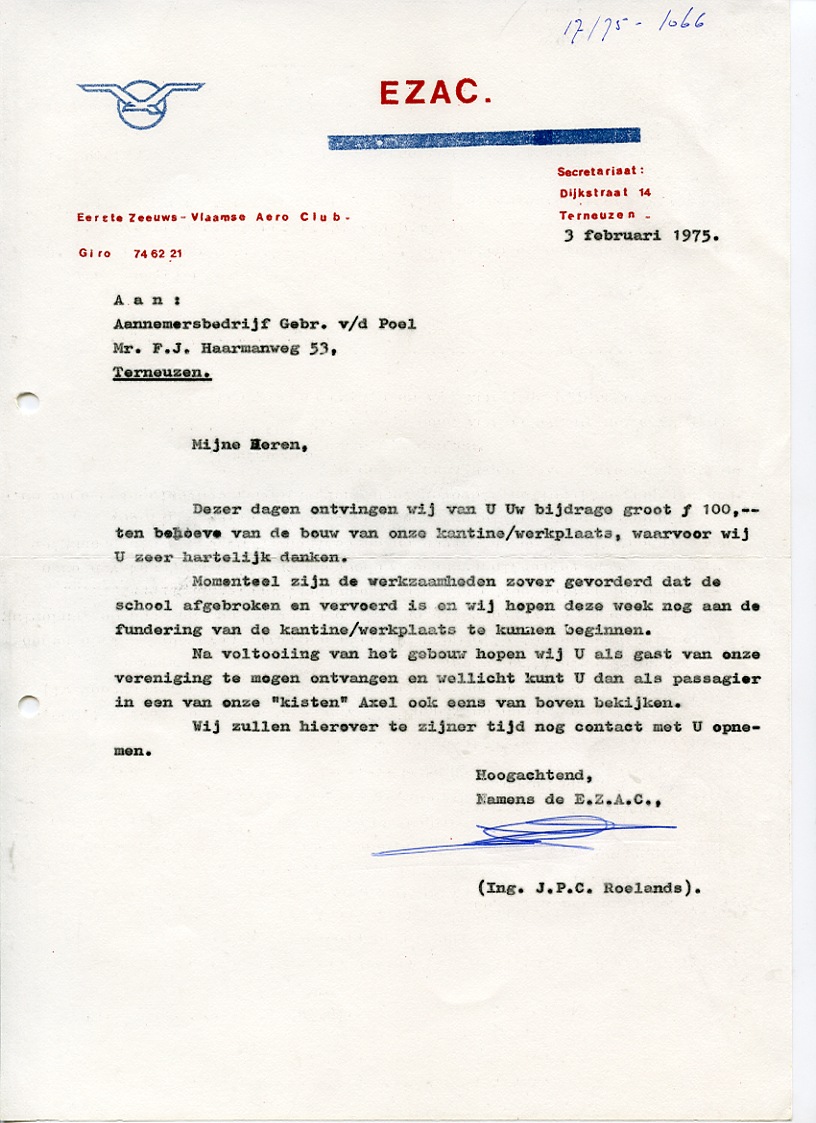 17/75 - 1066
EZAC.
Secretariaat:
Dijkstraat 14
Terneuzen -
Eerste Zeeuws-Vlaamse Aero Club-
3 februari 1975.
Giro 74 62 21
A a n :
Aannemersbedrijf Gebr. v/d Poel
Mr. F.J. Haarmanweg 53,
Terneuzen.
Mijne Heren,
Dezer dagen ontvingen wij van U Uw bijdrage groot ƒ 100,--
ten behoeve van de bouw van onze kantine/werkplaats, waarvoor wij
U zeer hartelijk danken.
Momenteel zijn de werkzaamheden zover gevorderd dat de
school afgebroken en vervoerd is en wij hopen deze week nog aan de
fundering van de kantine/werkplaats te kunnen beginnen.
Na voltooiing van het gebouw hopen wij U als gast van onze
vereniging te mogen ontvangen en wellicht kunt U dan als passagier
in een van onze "kisten" Axel ook eens van boven bekijken.
Wij zullen hierover te zijner tijd nog contact met U opne-
men.
Hoogachtend,
Namens de E.Z.A.C.,
(Ing. J.P.C. Roelands).